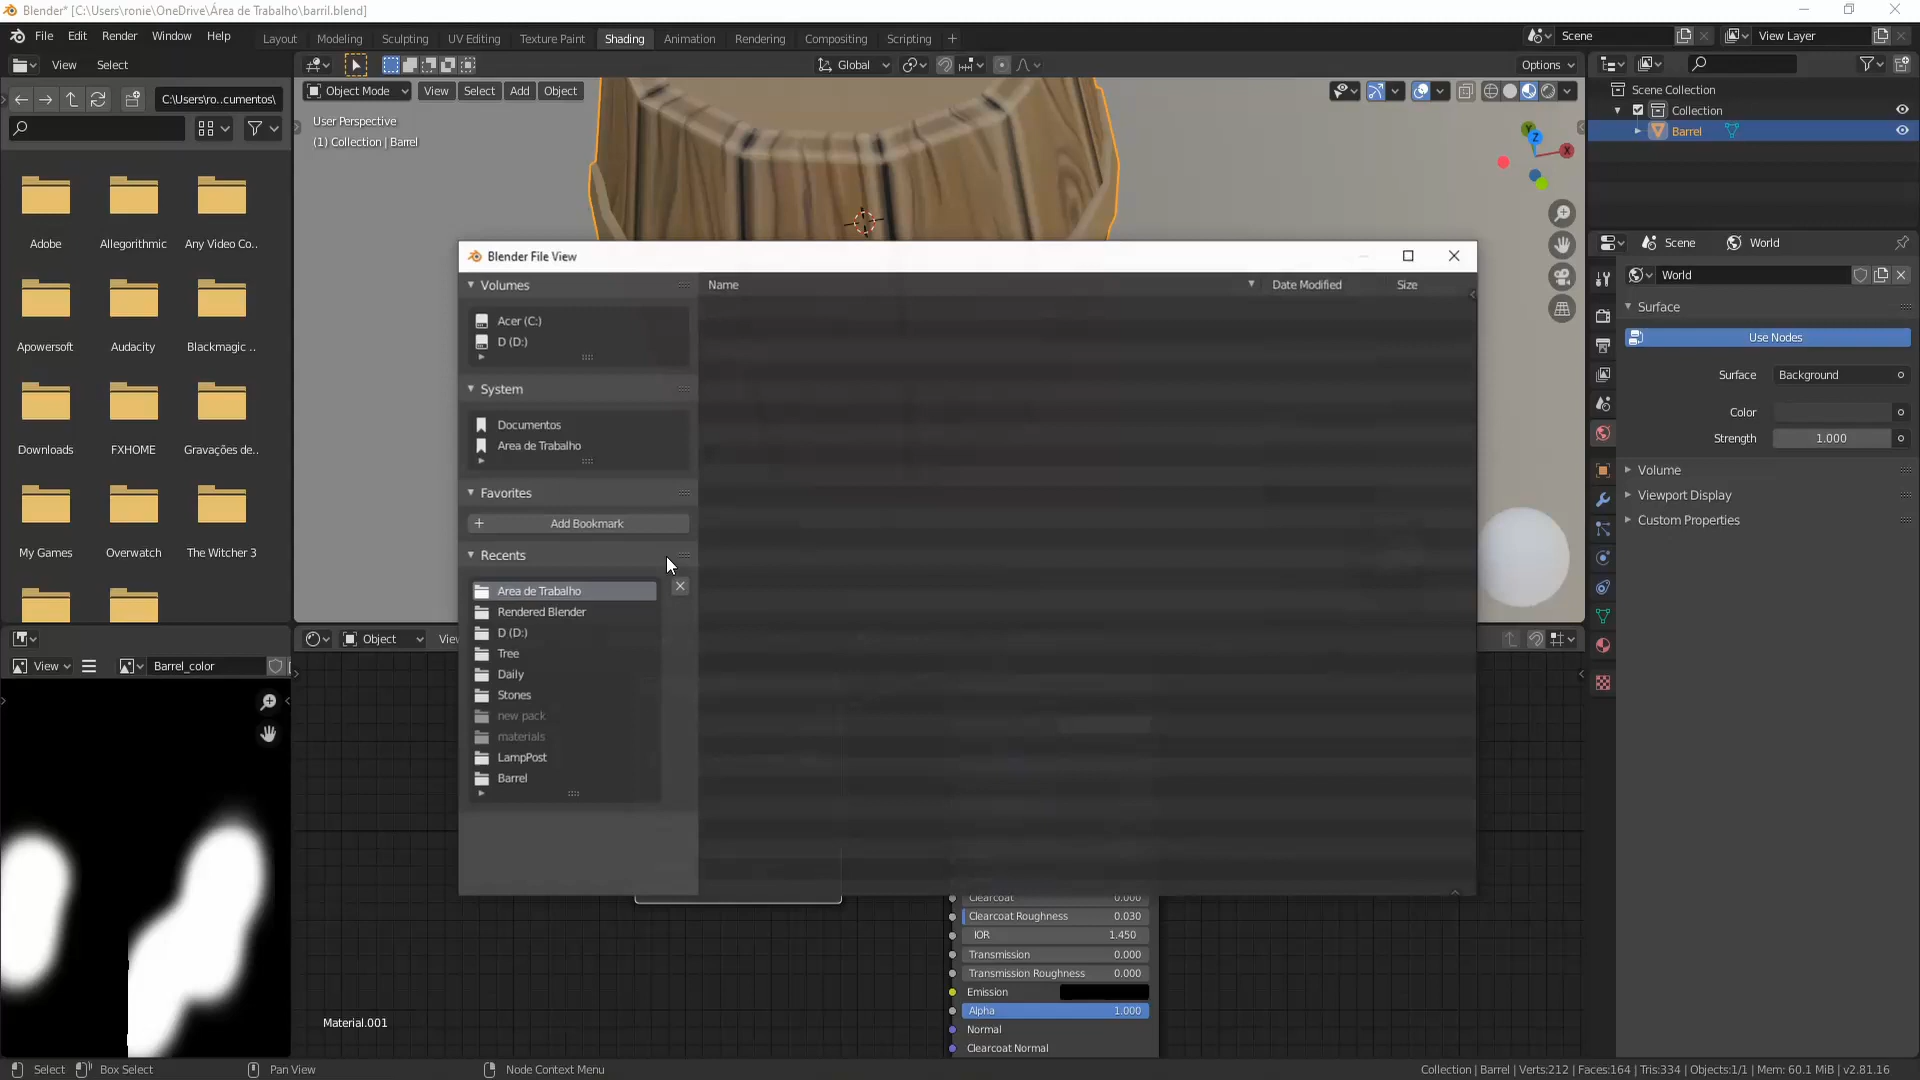 Blender* [C:\Users\ronie\OneDrive\Área de Trabalho\barril.blend]
File Edit Render Window Help
Layout Modeling Sculpting UV Editing Texture Paint Shading Animation Rendering Compositing Scripting +
Scene
View Layer
View Select
Global
Options
C:\Users\ro..cumentos\
Object Mode View Select Add Object
User Perspective
(1) Collection | Barrel
Scene Collection
Collection
Barrel
Adobe Allegorithmic Any Video Co..
Apowersoft Audacity Blackmagic ..
Downloads FXHOME Gravações de..
My Games Overwatch The Witcher 3
Blender File View
Volumes
Acer (C:)
D (D:)
System
Documentos
Area de Trabalho
Favorites
Add Bookmark
Recents
Area de Trabalho
Rendered Blender
D (D:)
Tree
Daily
Stones
new pack
materials
LampPost
Barrel
Name Date Modified Size
Y Z X
Scene World
World
Surface
Use Nodes
Surface Background
Color
Strength 1.000
Volume
Viewport Display
Custom Properties
Object
View Barrel_color
Clearcoat 0.000
Clearcoat Roughness 0.030
IOR 1.450
Transmission 0.000
Transmission Roughness 0.000
Emission
Alpha 1.000
Normal
Clearcoat Normal
Material.001
Select Box Select Pan View Node Context Menu
Collection | Barrel | Verts:212 | Faces:164 | Tris:334 | Objects:1/1 | Mem: 60.1 MiB | v2.81.16